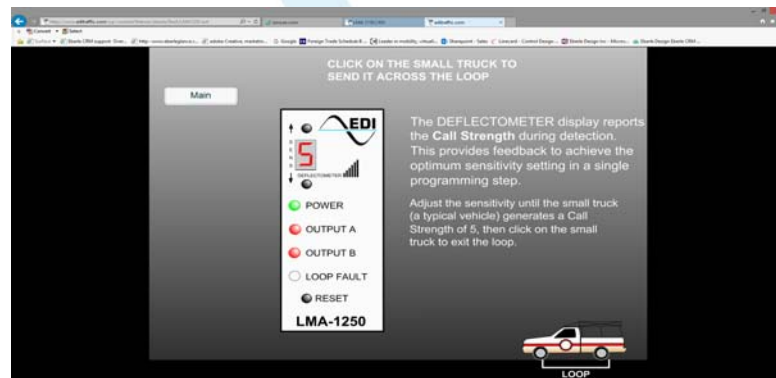 Convert
Select
CLICK ON THE SMALL TRUCK TO
SEND IT ACROSS THE LOOP
Main
EDI
SENS
5
DEFLECTOMETER
POWER
OUTPUT A
OUTPUT B
LOOP FAULT
RESET
LMA-1250
The DEFLECTOMETER display reports
the Call Strength during detection.
This provides feedback to achieve the
optimum sensitivity setting in a single
programming step.
Adjust the sensitivity until the small truck
(a typical vehicle) generates a Call
Strength of 5, then click on the small
truck to exit the loop.
LOOP